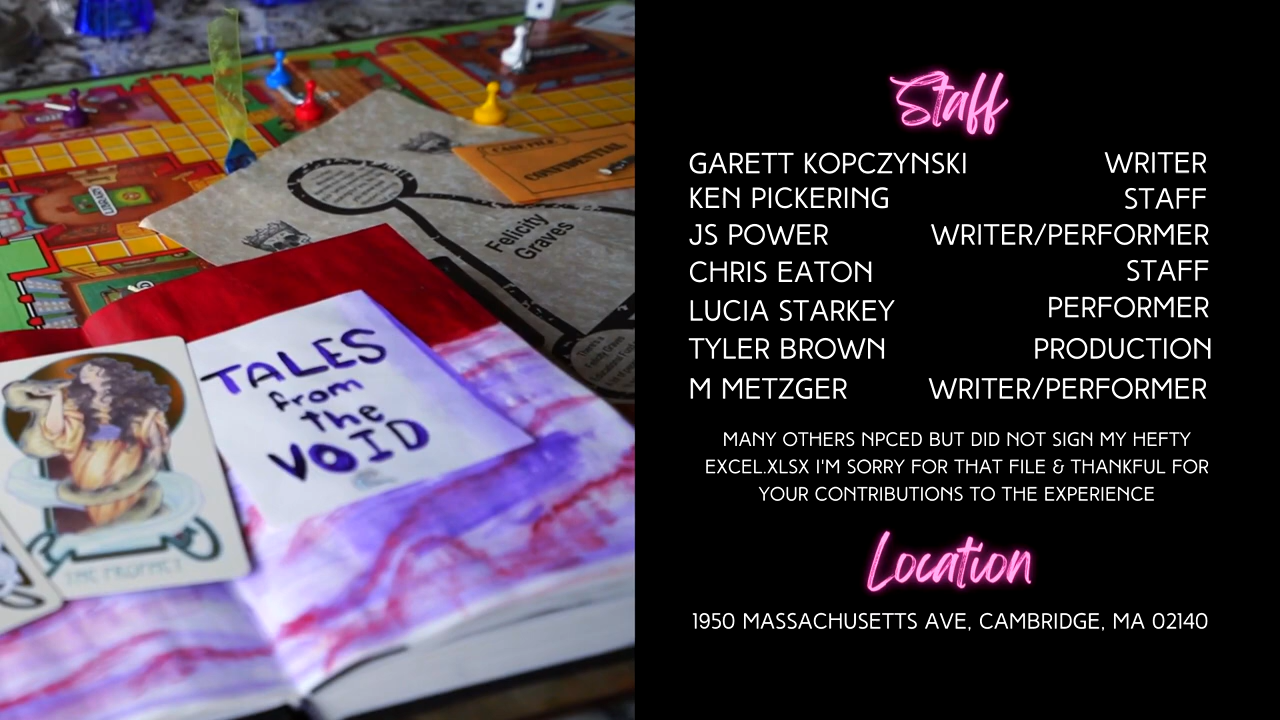 LIBRARY
CASE FILE
CONFIDENTIAL
Felicity
Graves
TALES
from
the
VOID
THE PROPHET
Staff
GARETT KOPCZYNSKI WRITER
KEN PICKERING STAFF
JS POWER WRITER/PERFORMER
CHRIS EATON STAFF
LUCIA STARKEY PERFORMER
TYLER BROWN PRODUCTION
M METZGER WRITER/PERFORMER
MANY OTHERS NPCED BUT DID NOT SIGN MY HEFTY
EXCEL.XLSX I'M SORRY FOR THAT FILE & THANKFUL FOR
YOUR CONTRIBUTIONS TO THE EXPERIENCE
Location
1950 MASSACHUSETTS AVE, CAMBRIDGE, MA 02140